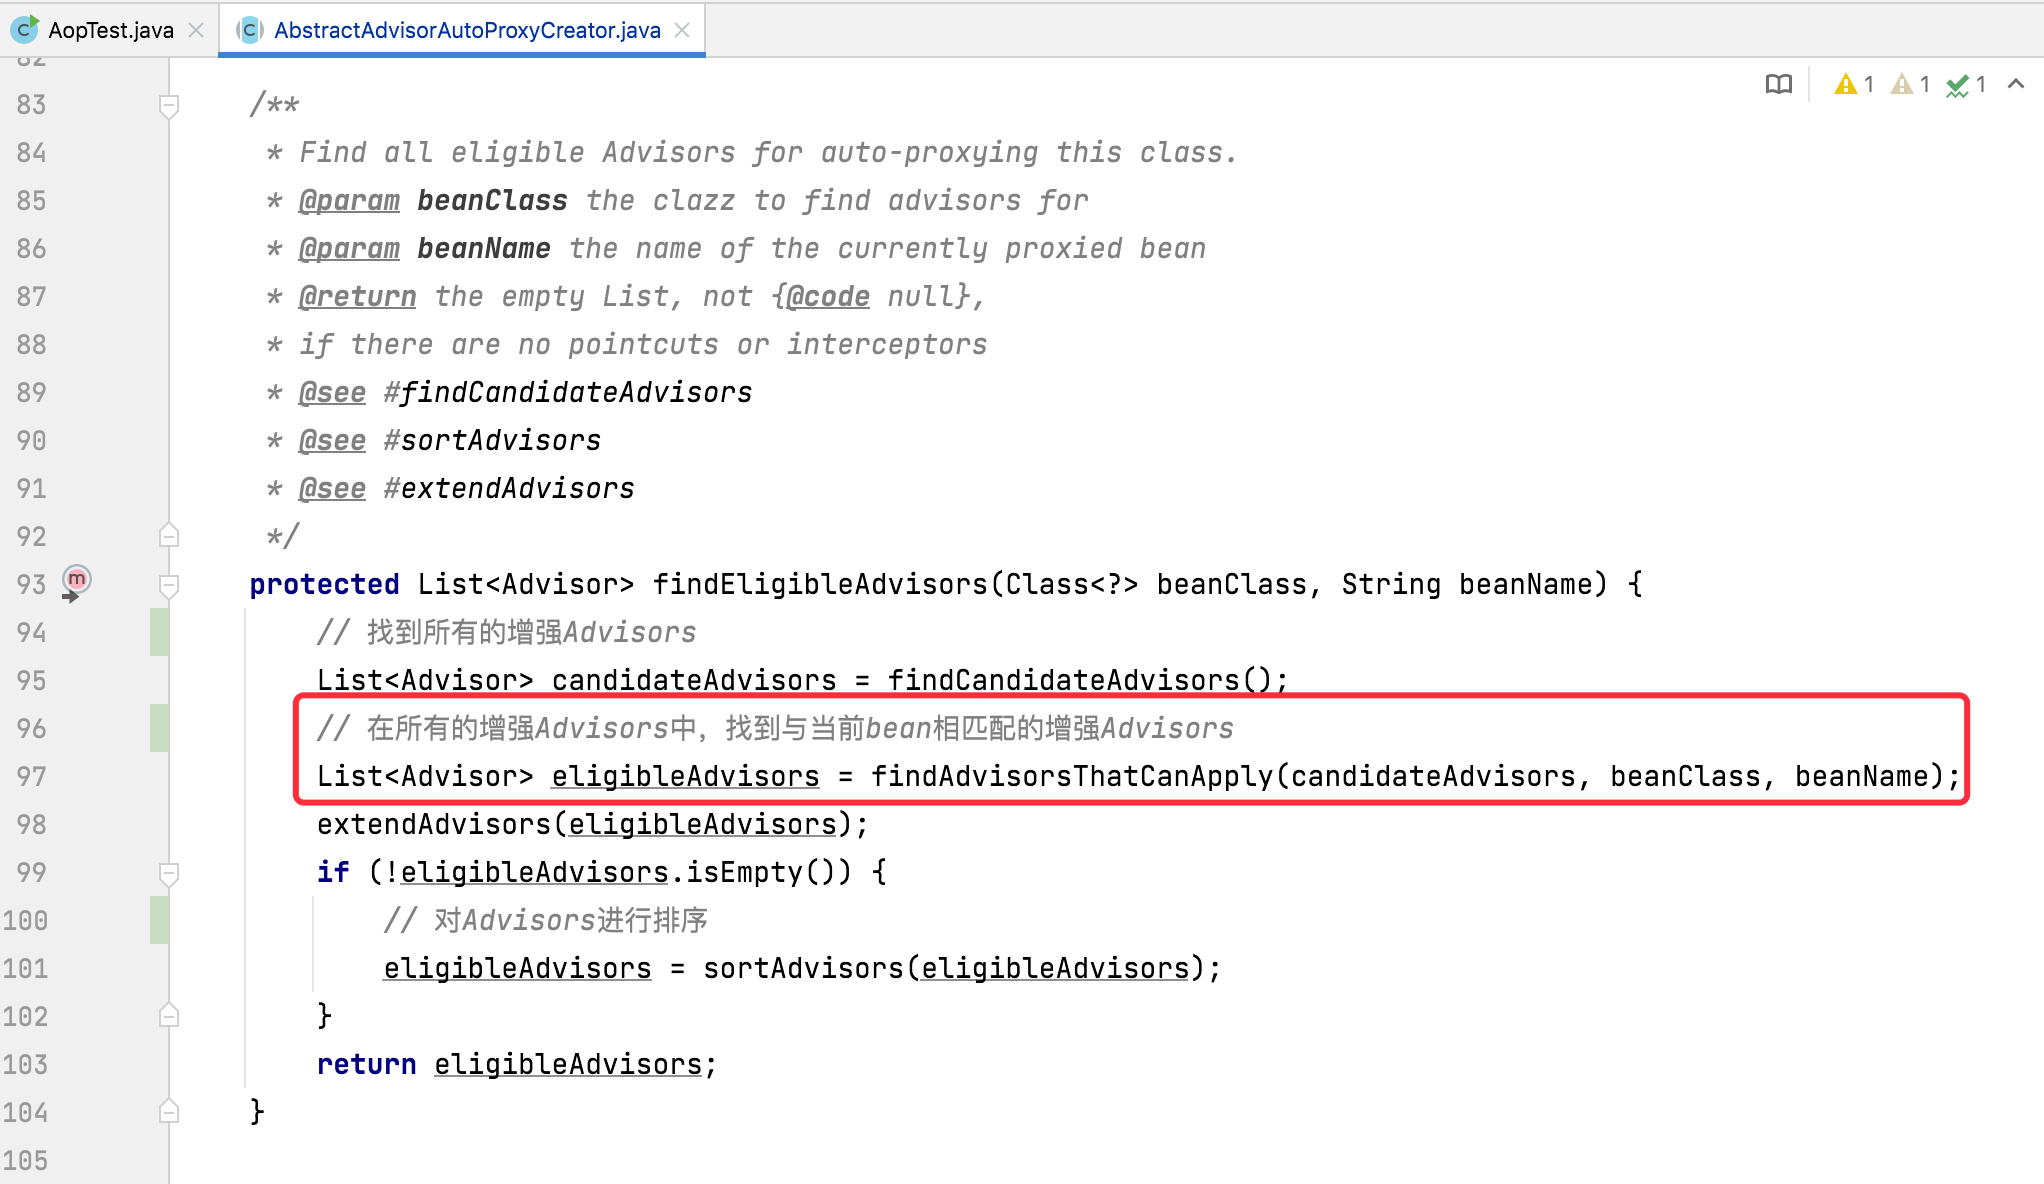 AopTest.java AbstractAdvisorAutoProxyCreator.java
82
1 1 1
83 /**
84 * Find all eligible Advisors for auto-proxying this class.
85 * @param beanClass the clazz to find advisors for
86 * @param beanName the name of the currently proxied bean
87 * @return the empty List, not {@code null},
88 * if there are no pointcuts or interceptors
89 * @see #findCandidateAdvisors
90 * @see #sortAdvisors
91 * @see #extendAdvisors
92 */
93 protected List<Advisor> findEligibleAdvisors(Class<?> beanClass, String beanName) {
94 // 找到所有的增强Advisors
95 List<Advisor> candidateAdvisors = findCandidateAdvisors();
96 // 在所有的增强Advisors中，找到与当前bean相匹配的增强Advisors
97 List<Advisor> eligibleAdvisors = findAdvisorsThatCanApply(candidateAdvisors, beanClass, beanName);
98 extendAdvisors(eligibleAdvisors);
99 if (!eligibleAdvisors.isEmpty()) {
100 // 对Advisors进行排序
101 eligibleAdvisors = sortAdvisors(eligibleAdvisors);
102 }
103 return eligibleAdvisors;
104 }
105